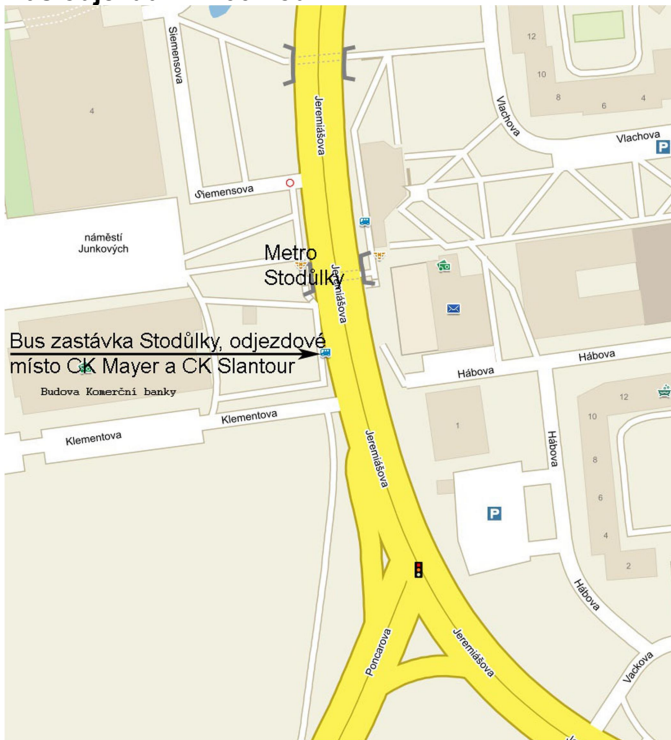 Siemensova
Jeremiášova
12
10
8
6
4
Vlachova
Vlachova
P
4
Siemensova
náměstí
Junkových
Metro
Stodůlky
Jeremiášova
Bus zastávka Stodůlky, odjezdové
místo CK Mayer a CK Slantour
Budova Komerční banky
Hábova
Hábova
Klementova
Klementova
1
Hábova
12
10
8
6
4
2
Jeremiášova
P
Hábova
Poncarova
Jeremiášova
Vackova